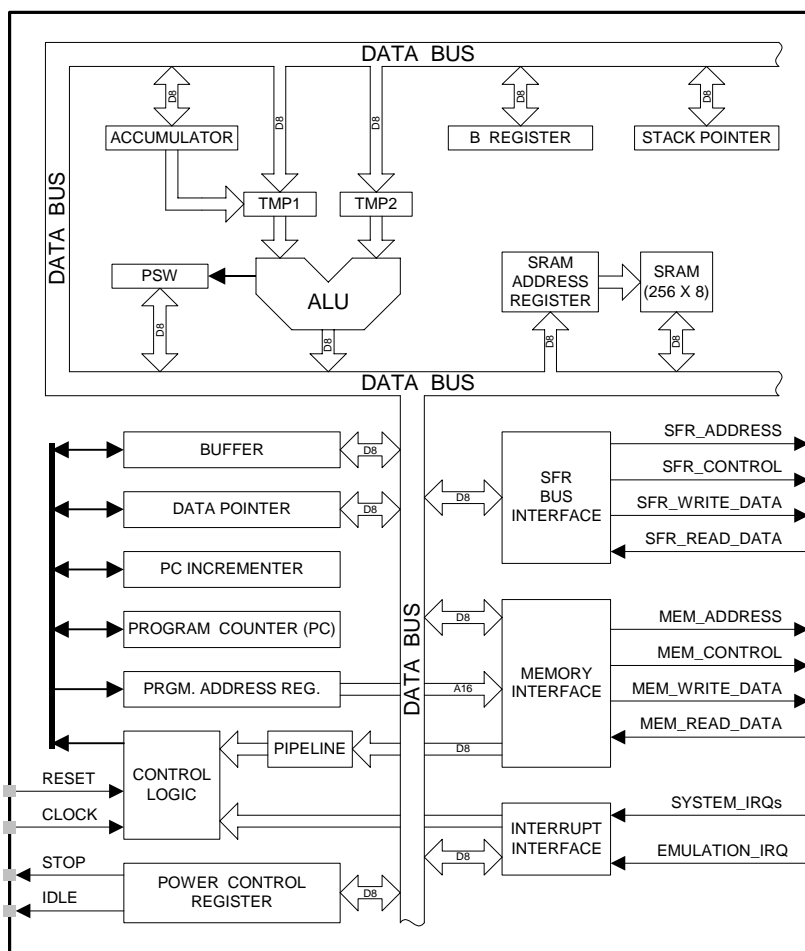 DATA BUS
D8
D8
D8
D8
D8
ACCUMULATOR
B REGISTER
STACK POINTER
DATA BUS
TMP1
TMP2
PSW
ALU
SRAM
ADDRESS
REGISTER
SRAM
(256 X 8)
D8
D8
D8
D8
DATA BUS
BUFFER
D8
DATA POINTER
D8
PC INCREMENTER
PROGRAM COUNTER (PC)
PRGM. ADDRESS REG.
A16
DATA BUS
D8
SFR
BUS
INTERFACE
SFR_ADDRESS
SFR_CONTROL
SFR_WRITE_DATA
SFR_READ_DATA
D8
MEMORY
INTERFACE
MEM_ADDRESS
MEM_CONTROL
MEM_WRITE_DATA
MEM_READ_DATA
CONTROL
LOGIC
PIPELINE
D8
RESET
CLOCK
STOP
IDLE
POWER CONTROL
REGISTER
D8
D8
INTERRUPT
INTERFACE
SYSTEM_IRQs
EMULATION_IRQ